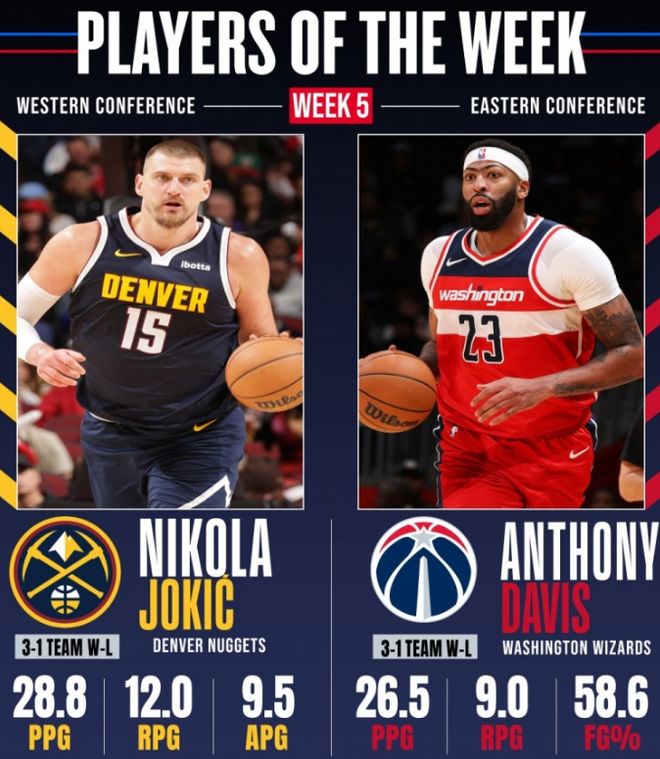 PLAYERS OF THE WEEK
WESTERN CONFERENCE
WEEK 5
EASTERN CONFERENCE
ibotta
DENVER
15
Wilson
washington
23
Wilson
NIKOLA
JOKIĆ
DENVER NUGGETS
3-1 TEAM W-L
28.8
PPG
12.0
RPG
9.5
APG
ANTHONY
DAVIS
WASHINGTON WIZARDS
3-1 TEAM W-L
26.5
PPG
9.0
RPG
58.6
FG%